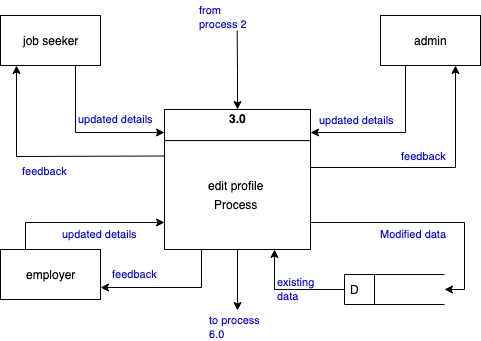 from
process 2
job seeker
admin
updated details
3.0
updated details
feedback
feedback
edit profile
Process
updated details
Modified data
employer
feedback
existing
data
D
to process
6.0